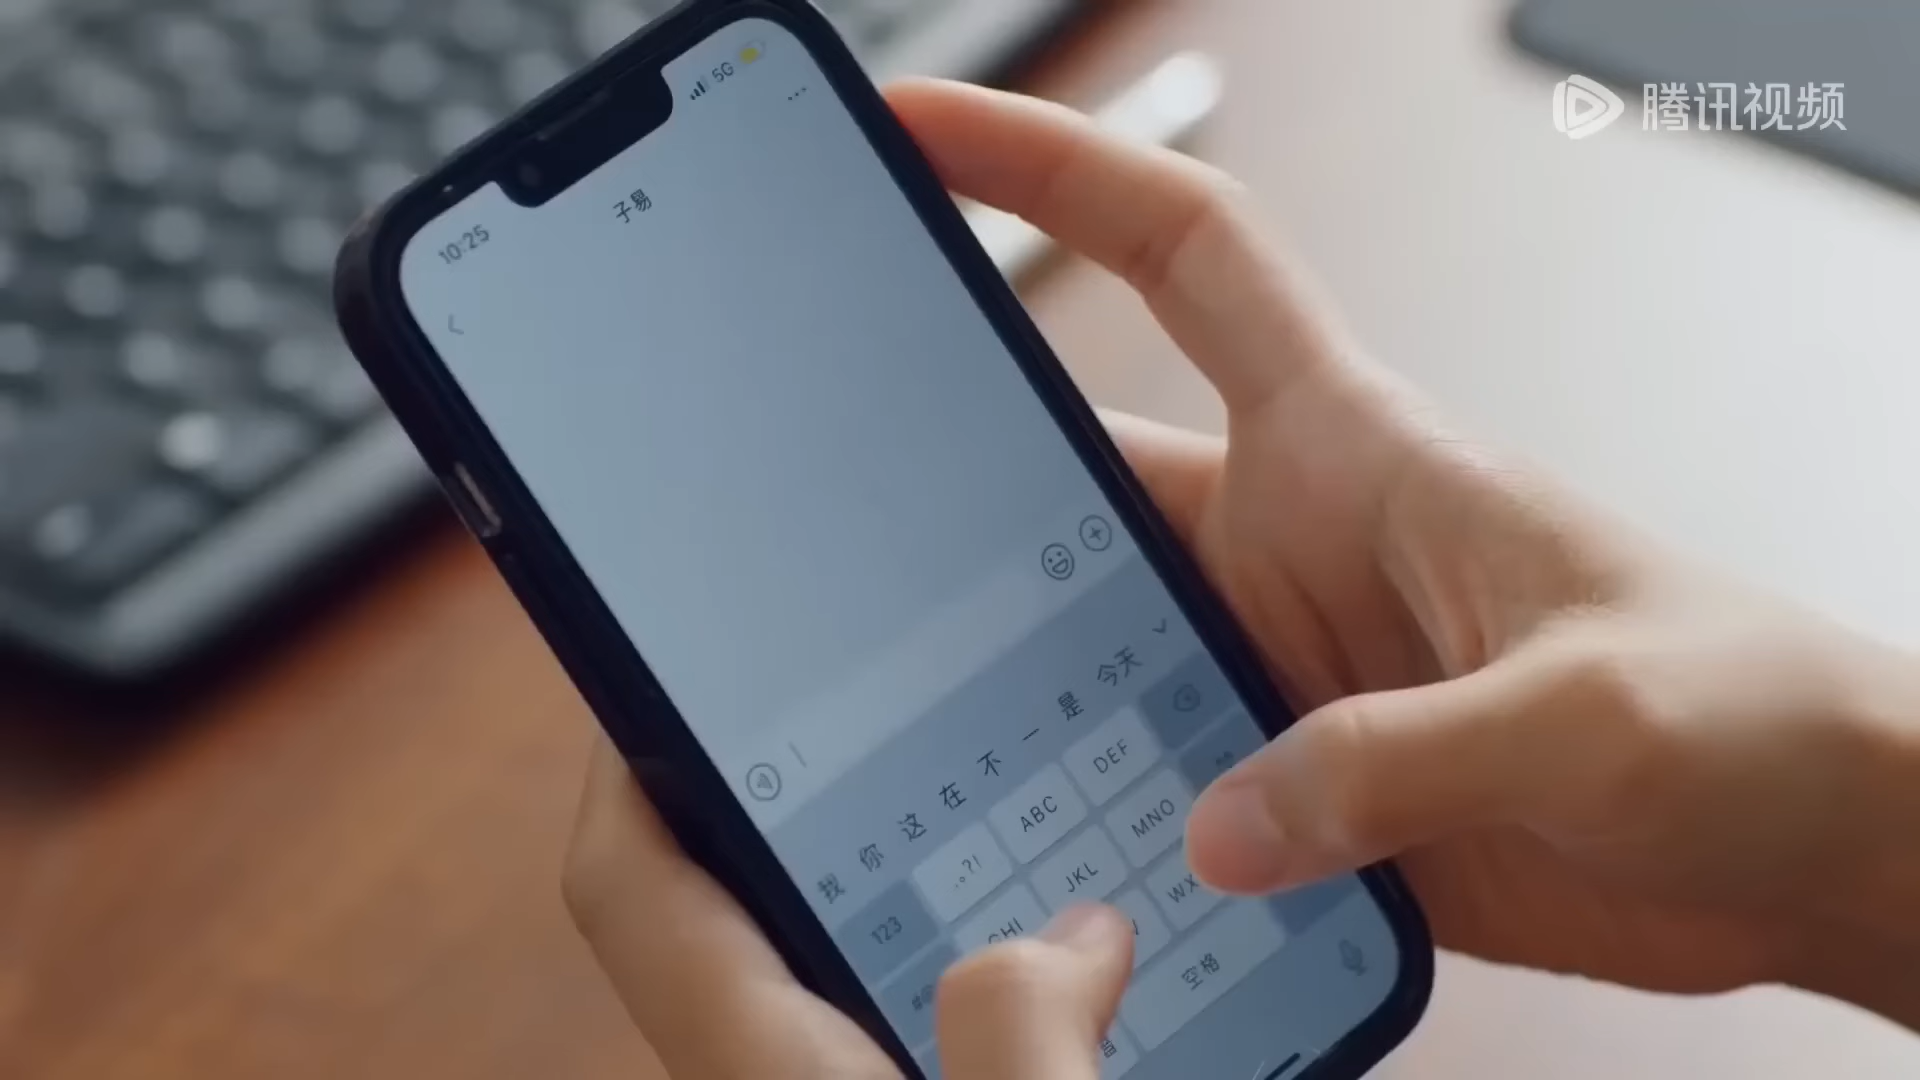 腾讯视频
5G
10:25
子易
我 你 这 在 不 一 是 今天
123
.,?!
ABC
DEF
GHI
JKL
MNO
空格